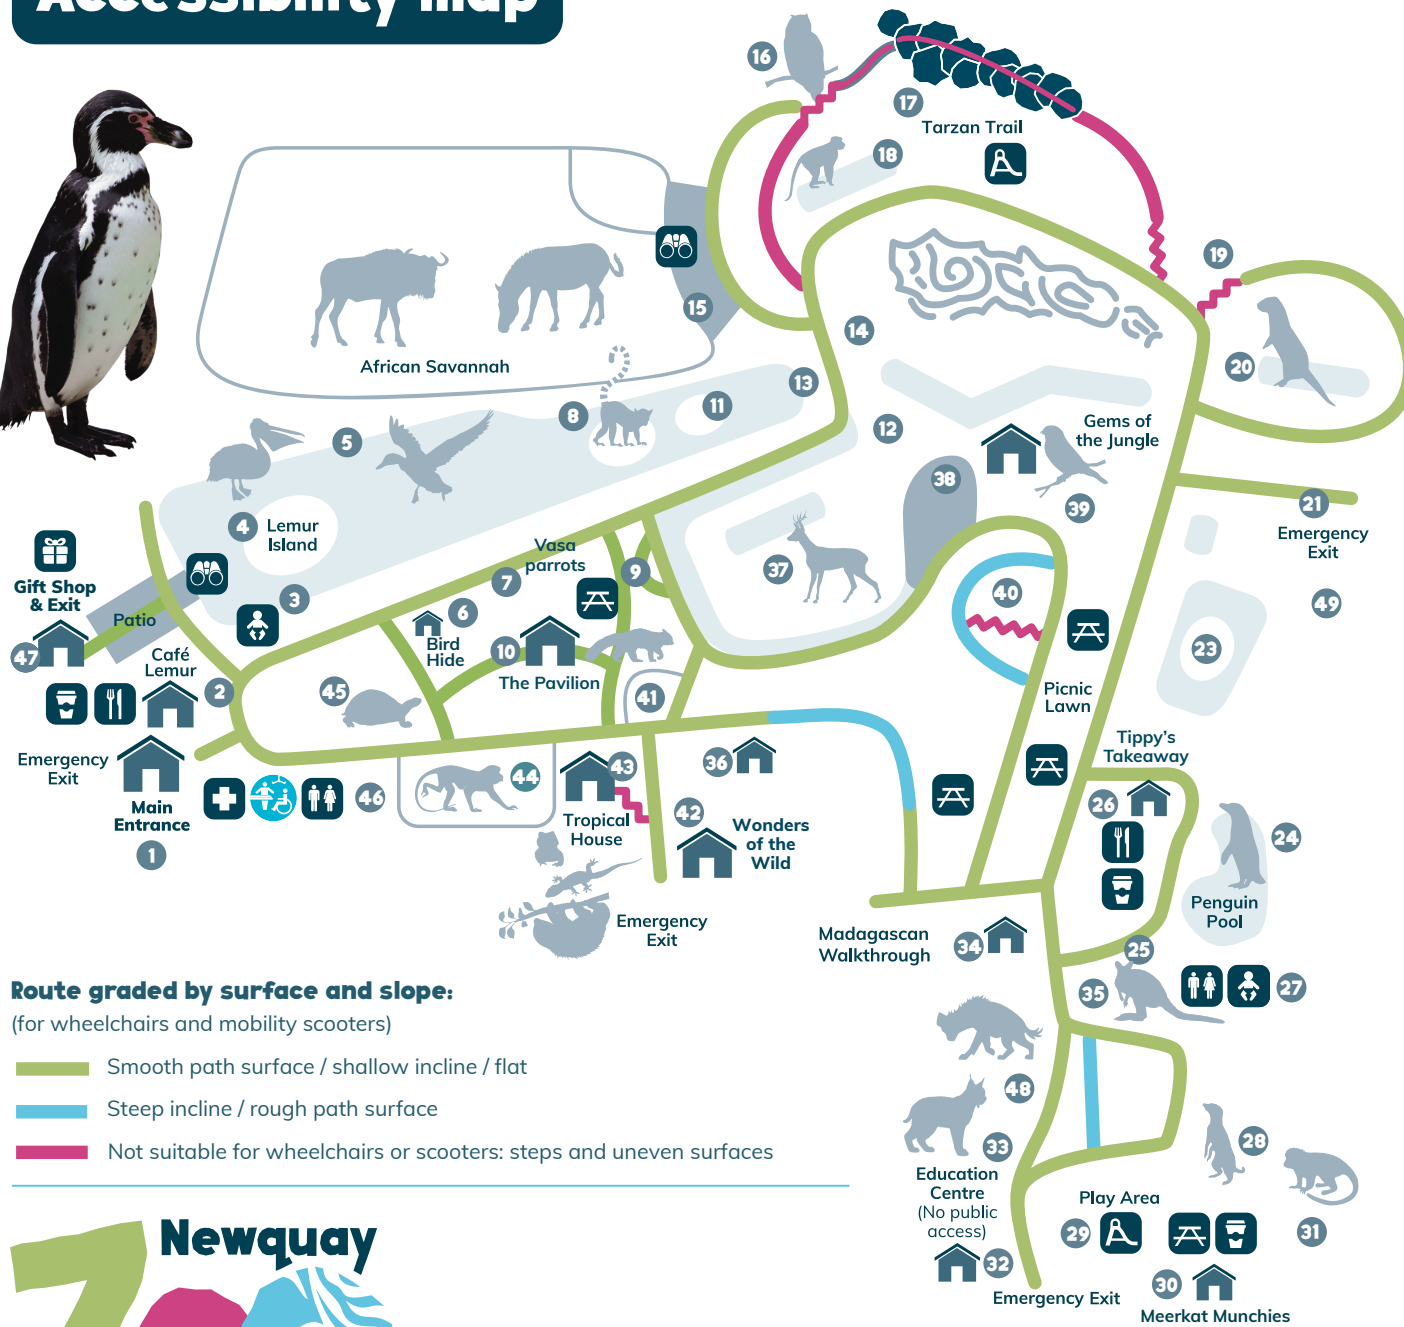 Accessibility Map
16
17
Tarzan Trail
18
19
15
14
20
African Savannah
13
8
11
12
Gems of
the Jungle
5
38
39
21
Emergency
Exit
4
Lemur
Island
Vasa
parrots
9
7
37
Gift Shop
& Exit
3
6
40
49
Patio
Bird
Hide
10
47
Café
Lemur
The Pavilion
23
2
45
41
Picnic
Lawn
Emergency
Exit
Tippy's
Takeaway
36
43
44
46
26
Main
Entrance
Tropical
House
42
Wonders
of the
Wild
24
1
Penguin
Pool
Emergency
Exit
Madagascan
Walkthrough
34
25
35
27
Route graded by surface and slope:
(for wheelchairs and mobility scooters)
Smooth path surface / shallow incline / flat
Steep incline / rough path surface
Not suitable for wheelchairs or scooters: steps and uneven surfaces
48
33
28
Education
Centre
(No public
access)
32
Play Area
29
31
30
Emergency Exit
Meerkat Munchies
Newquay